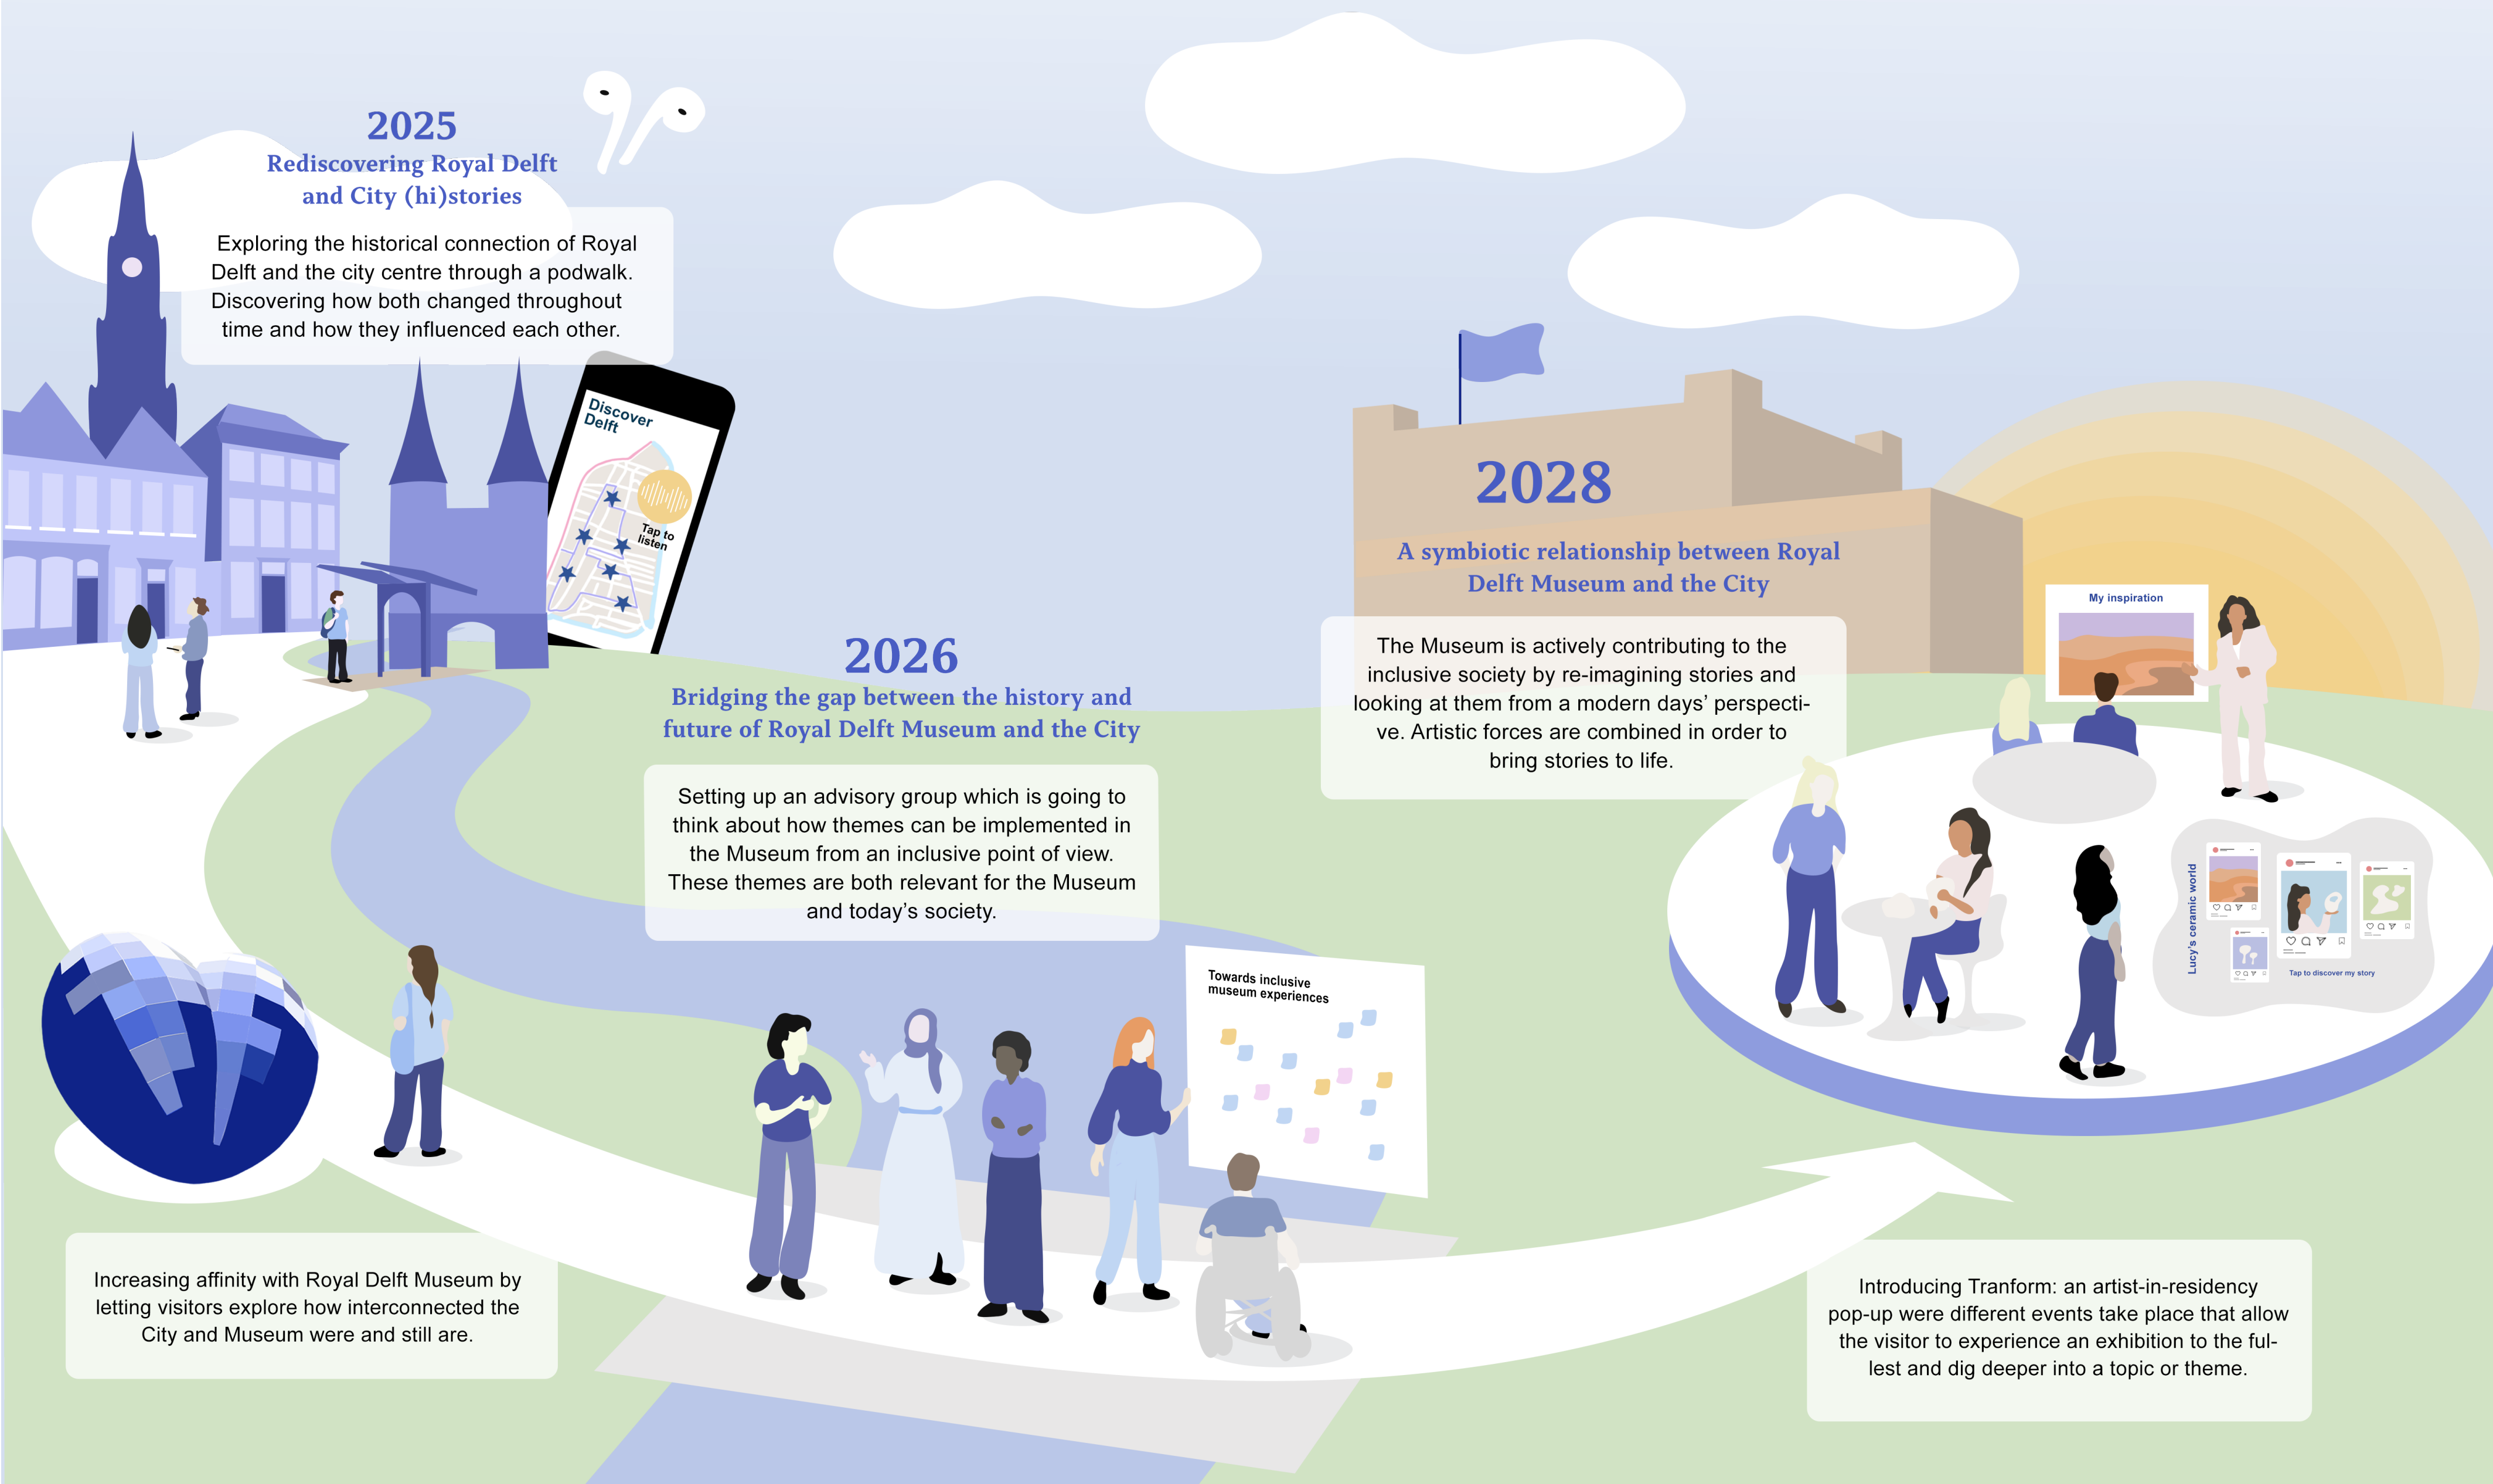 2025
Rediscovering Royal Delft
and City (hi)stories
Exploring the historical connection of Royal
Delft and the city centre through a podwalk.
Discovering how both changed throughout
time and how they influenced each other.
Discover
Delft
Tap to
listen
2026
Bridging the gap between the history and
future of Royal Delft Museum and the City
Setting up an advisory group which is going to
think about how themes can be implemented in
the Museum from an inclusive point of view.
These themes are both relevant for the Museum
and today's society.
2028
A symbiotic relationship between Royal
Delft Museum and the City
The Museum is actively contributing to the
inclusive society by re-imagining stories and
looking at them from a modern days' perspecti-
ve. Artistic forces are combined in order to
bring stories to life.
My inspiration
Lucy's ceramic world
Tap to discover my story
Towards inclusive
museum experiences
Increasing affinity with Royal Delft Museum by
letting visitors explore how interconnected the
City and Museum were and still are.
Introducing Tranform: an artist-in-residency
pop-up were different events take place that allow
the visitor to experience an exhibition to the ful-
lest and dig deeper into a topic or theme.